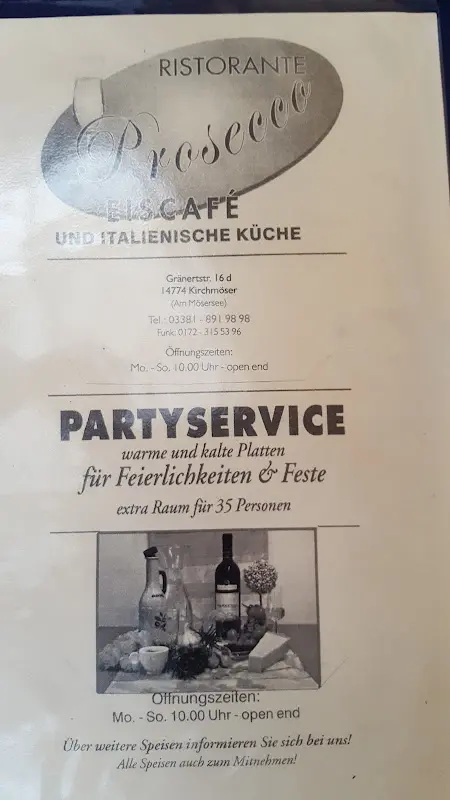 RISTORANTE
Prosecco
EISCAFÉ
UND ITALIENISCHE KÜCHE
Gränertstr. 16 d
14774 Kirchmöser
(Am Mösersee)
Tel.: 03381 - 891 98 98
Funk: 0172 - 315 53 96
Öffnungszeiten:
Mo. - So. 10.00 Uhr - open end
PARTYSERVICE
warme und kalte Platten
für Feierlichkeiten & Feste
extra Raum für 35 Personen
Öffnungszeiten:
Mo. - So. 10.00 Uhr - open end
Über weitere Speisen informieren Sie sich bei uns!
Alle Speisen auch zum Mitnehmen!